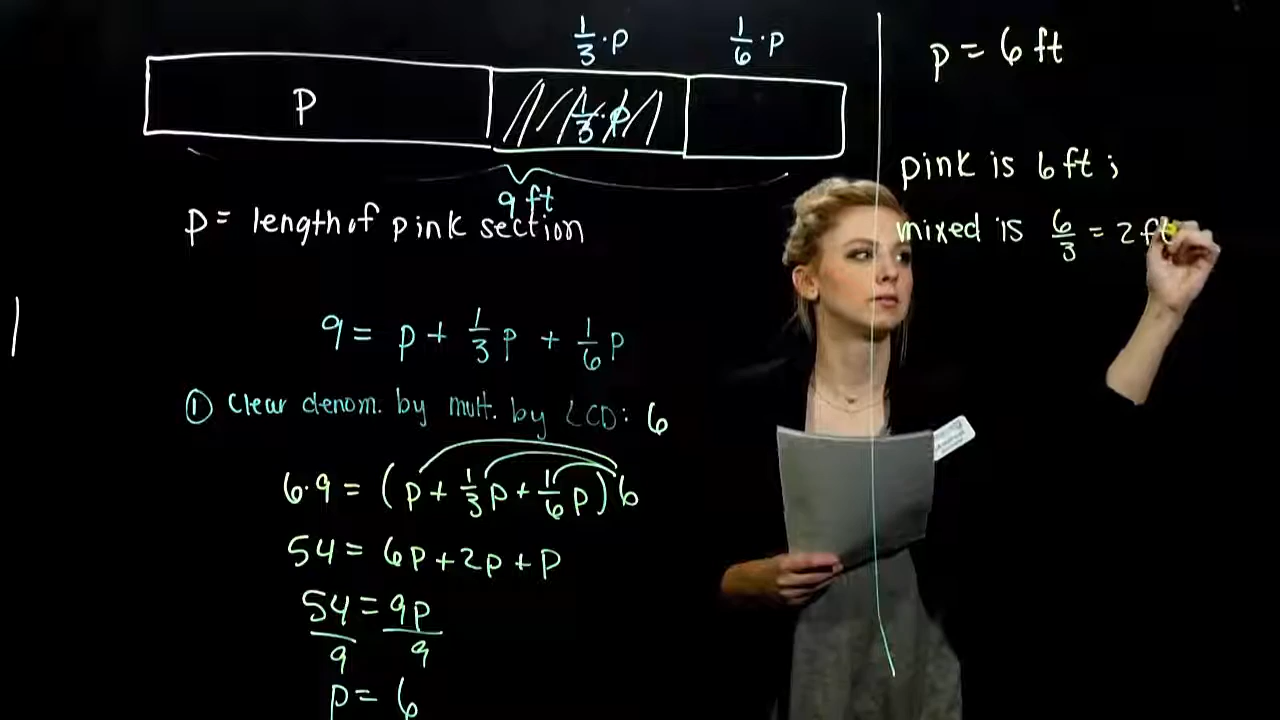 1/3 · p
1/6 · p
p
1/3 · p
9 ft
p = length of pink section
9 = p + 1/3 p + 1/6 p
① Clear denom. by mult. by LCD: 6
6·9 = (p + 1/3 p + 1/6 p) 6
54 = 6p + 2p + p
54/9 = 9p/9
p = 6
p = 6 ft
pink is 6 ft ;
mixed is 6/3 = 2 ft